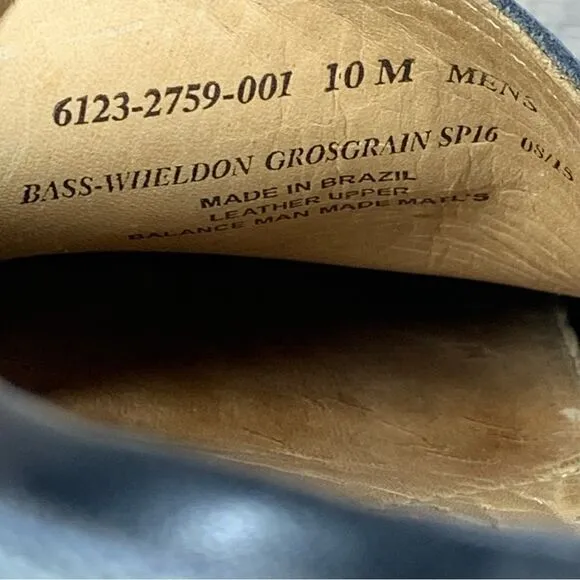 6123-2759-001 10 M MENS
BASS-WHELDON GROSGRAIN SP16 08/15
MADE IN BRAZIL
LEATHER UPPER
BALANCE MAN MADE MATL'S